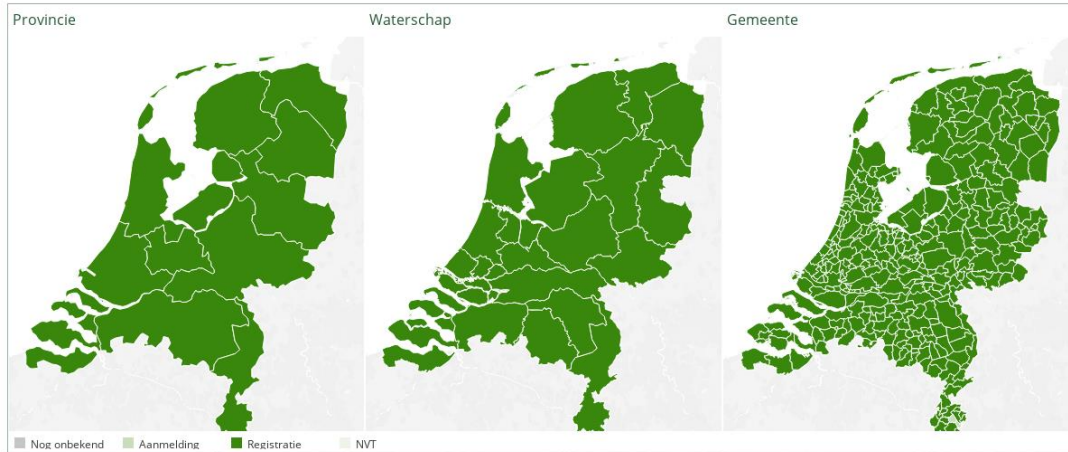 Provincie
Waterschap
Gemeente
Nog onbekend
Aanmelding
Registratie
NVT